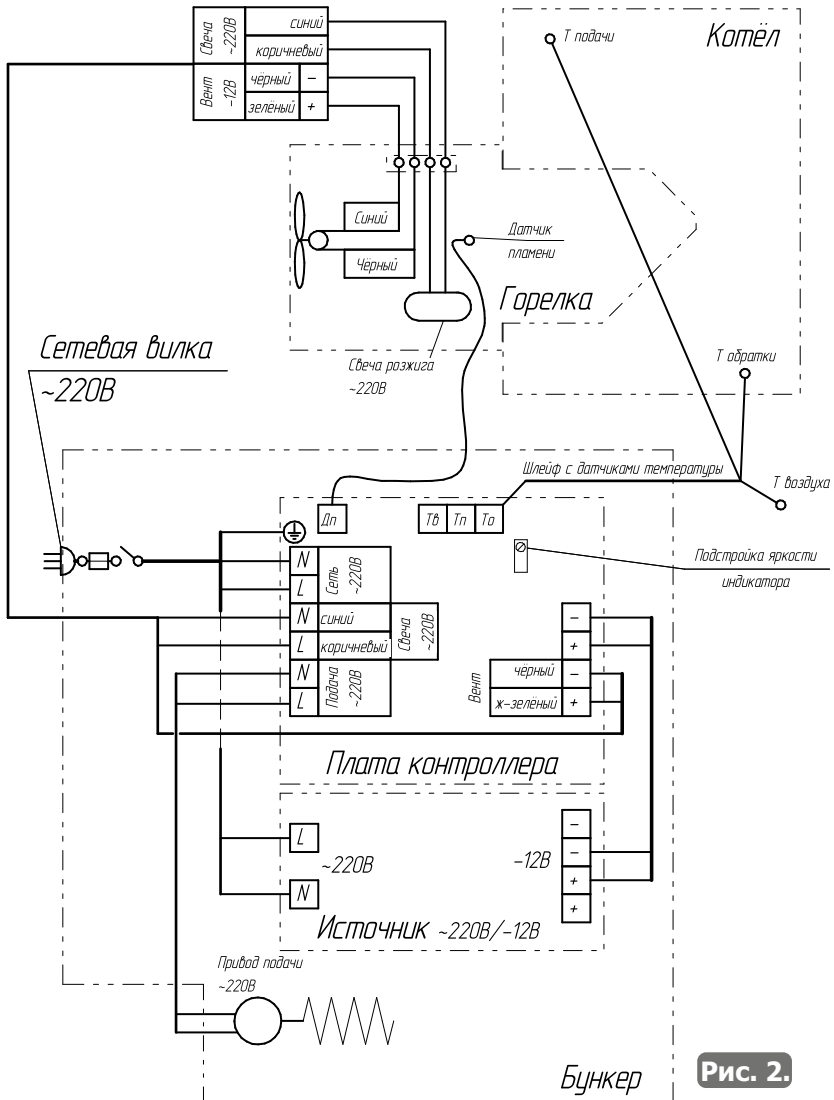 Свеча
~220В
синий
коричневый
Вент
-12В
чёрный –
зелёный +
Котёл
Т подачи
Синий
Чёрный
Датчик
пламени
Горелка
Свеча розжига
~220В
Т обратки
Сетевая вилка
~220В
Шлейф с датчиками температуры
Т воздуха
Дп
Тв Тп То
Подстройка яркости
индикатора
N
L
Сеть
~220В
N синий
L коричневый
Свеча
~220В
N
L
Подача
~220В
–
+
Вент
чёрный –
ж-зелёный +
Плата контроллера
L
N
~220В
-12В
–
–
+
+
Источник ~220В/-12В
Привод подачи
~220В
Бункер
Рис. 2.